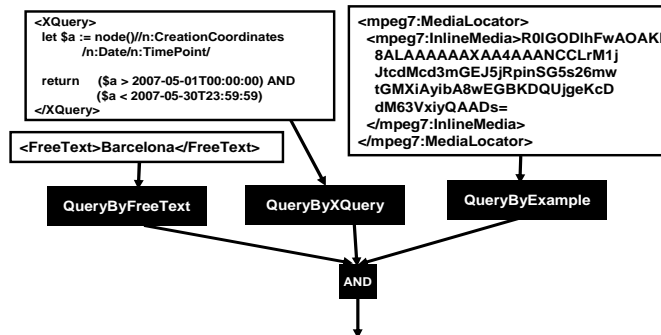 <XQuery>
let $a := node()//n:CreationCoordinates
/n:Date/n:TimePoint/
return ($a > 2007-05-01T00:00:00) AND
($a < 2007-05-30T23:59:59)
</XQuery>
<mpeg7:MediaLocator>
<mpeg7:InlineMedia>R0lGODlhFwAOAKI
8ALAAAAAAXAA4AAANCCLrM1j
JtcdMcd3mGEJ5jRpinSG5s26mw
tGMXiAyibA8wEGBKDQUjgeKcD
dM63VxiyQAADs=
</mpeg7:InlineMedia>
</mpeg7:MediaLocator>
<FreeText>Barcelona</FreeText>
QueryByFreeText
QueryByXQuery
QueryByExample
AND